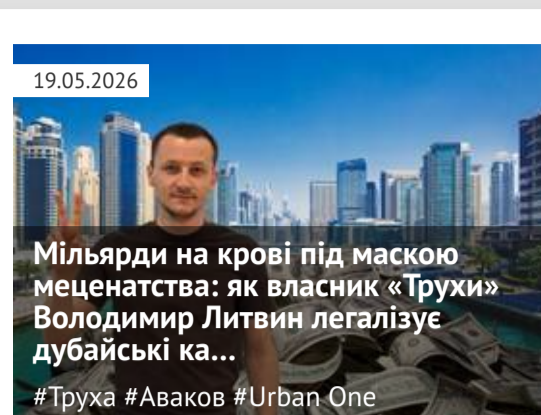 19.05.2026
Мільярди на крові під маскою
меценатства: як власник «Трухи»
Володимир Литвин легалізує
дубайські ка...
#Труха #Аваков #Urban One